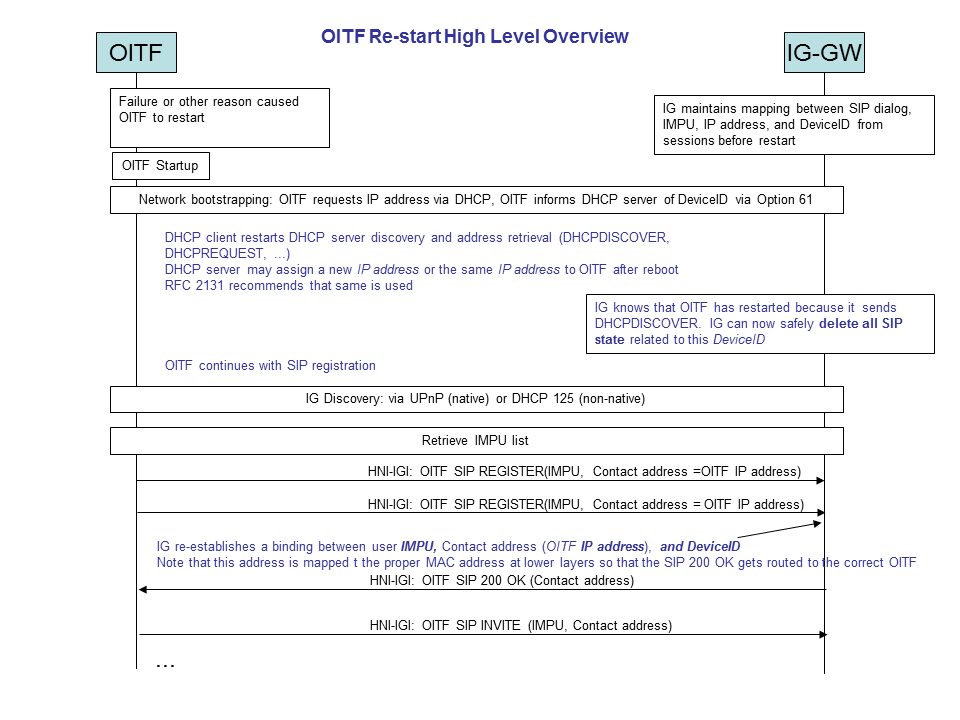 OITF Re-start High Level Overview
OITF
IG-GW
Failure or other reason caused
OITF to restart
IG maintains mapping between SIP dialog,
IMPU, IP address, and DeviceID from
sessions before restart
OITF Startup
Network bootstrapping: OITF requests IP address via DHCP, OITF informs DHCP server of DeviceID via Option 61
DHCP client restarts DHCP server discovery and address retrieval (DHCPDISCOVER,
DHCPREQUEST, ...)
DHCP server may assign a new IP address or the same IP address to OITF after reboot
RFC 2131 recommends that same is used
IG knows that OITF has restarted because it sends
DHCPDISCOVER. IG can now safely delete all SIP
state related to this DeviceID
OITF continues with SIP registration
IG Discovery: via UPnP (native) or DHCP 125 (non-native)
Retrieve IMPU list
HNI-IGI: OITF SIP REGISTER(IMPU, Contact address =OITF IP address)
HNI-IGI: OITF SIP REGISTER(IMPU, Contact address = OITF IP address)
IG re-establishes a binding between user IMPU, Contact address (OITF IP address), and DeviceID
Note that this address is mapped t the proper MAC address at lower layers so that the SIP 200 OK gets routed to the correct OITF
HNI-IGI: OITF SIP 200 OK (Contact address)
HNI-IGI: OITF SIP INVITE (IMPU, Contact address)
...